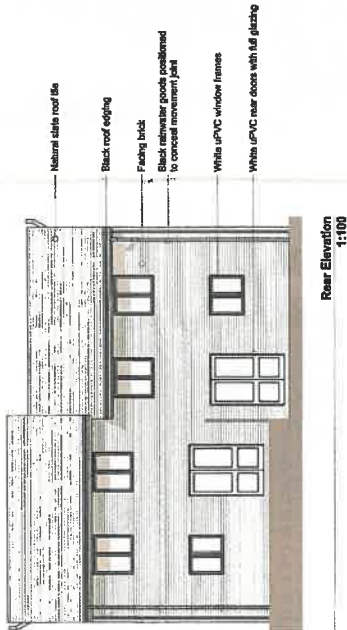 Natural slate roof tile
Black roof edging
Facing brick
Black rainwater goods positioned
to conceal movement joint
White uPVC window frames
White uPVC rear doors with full glazing
Rear Elevation
1:100